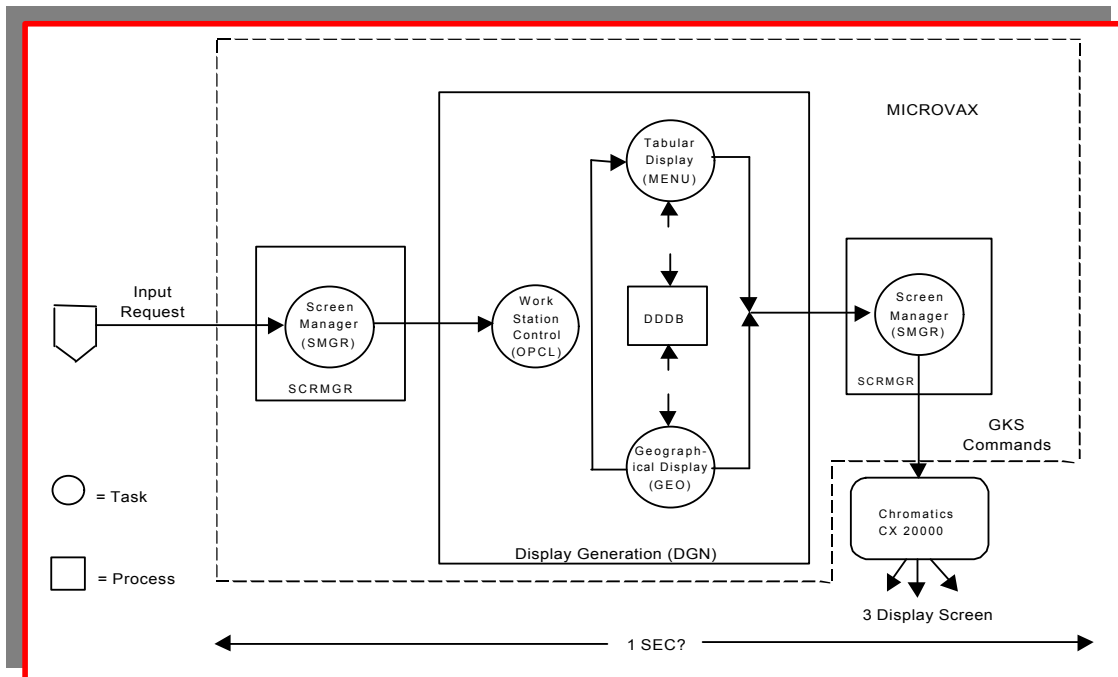 MICROVAX
Tabular
Display
(MENU)
Input
Request
Screen
Manager
(SMGR)
SCRMGR
Work
Station
Control
(OPCL)
DDDB
Screen
Manager
(SMGR)
SCRMGR
GKS
Commands
Geograph-
ical Display
(GEO)
= Task
= Process
Display Generation (DGN)
Chromatics
CX 20000
3 Display Screen
1 SEC?